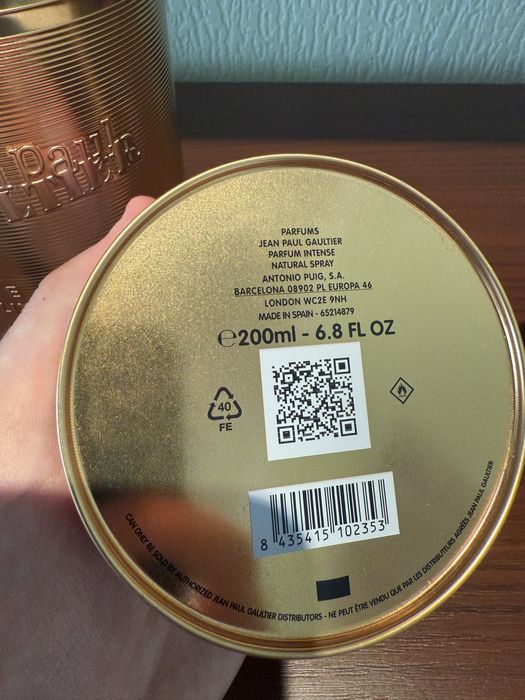 PARFUMS
JEAN PAUL GAULTIER
PARFUM INTENSE
NATURAL SPRAY
ANTONIO PUIG, S.A.
BARCELONA 08902 PL EUROPA 46
LONDON WC2E 9NH
MADE IN SPAIN - 65214879
℮200ml - 6.8 FL OZ
40
FE
8 435415 102353
CAN ONLY BE SOLD BY AUTHORIZED JEAN PAUL GAULTIER DISTRIBUTORS - NE PEUT ÊTRE VENDU QUE PAR LES DISTRIBUTEURS AGRÉÉS JEAN PAUL GAULTIER